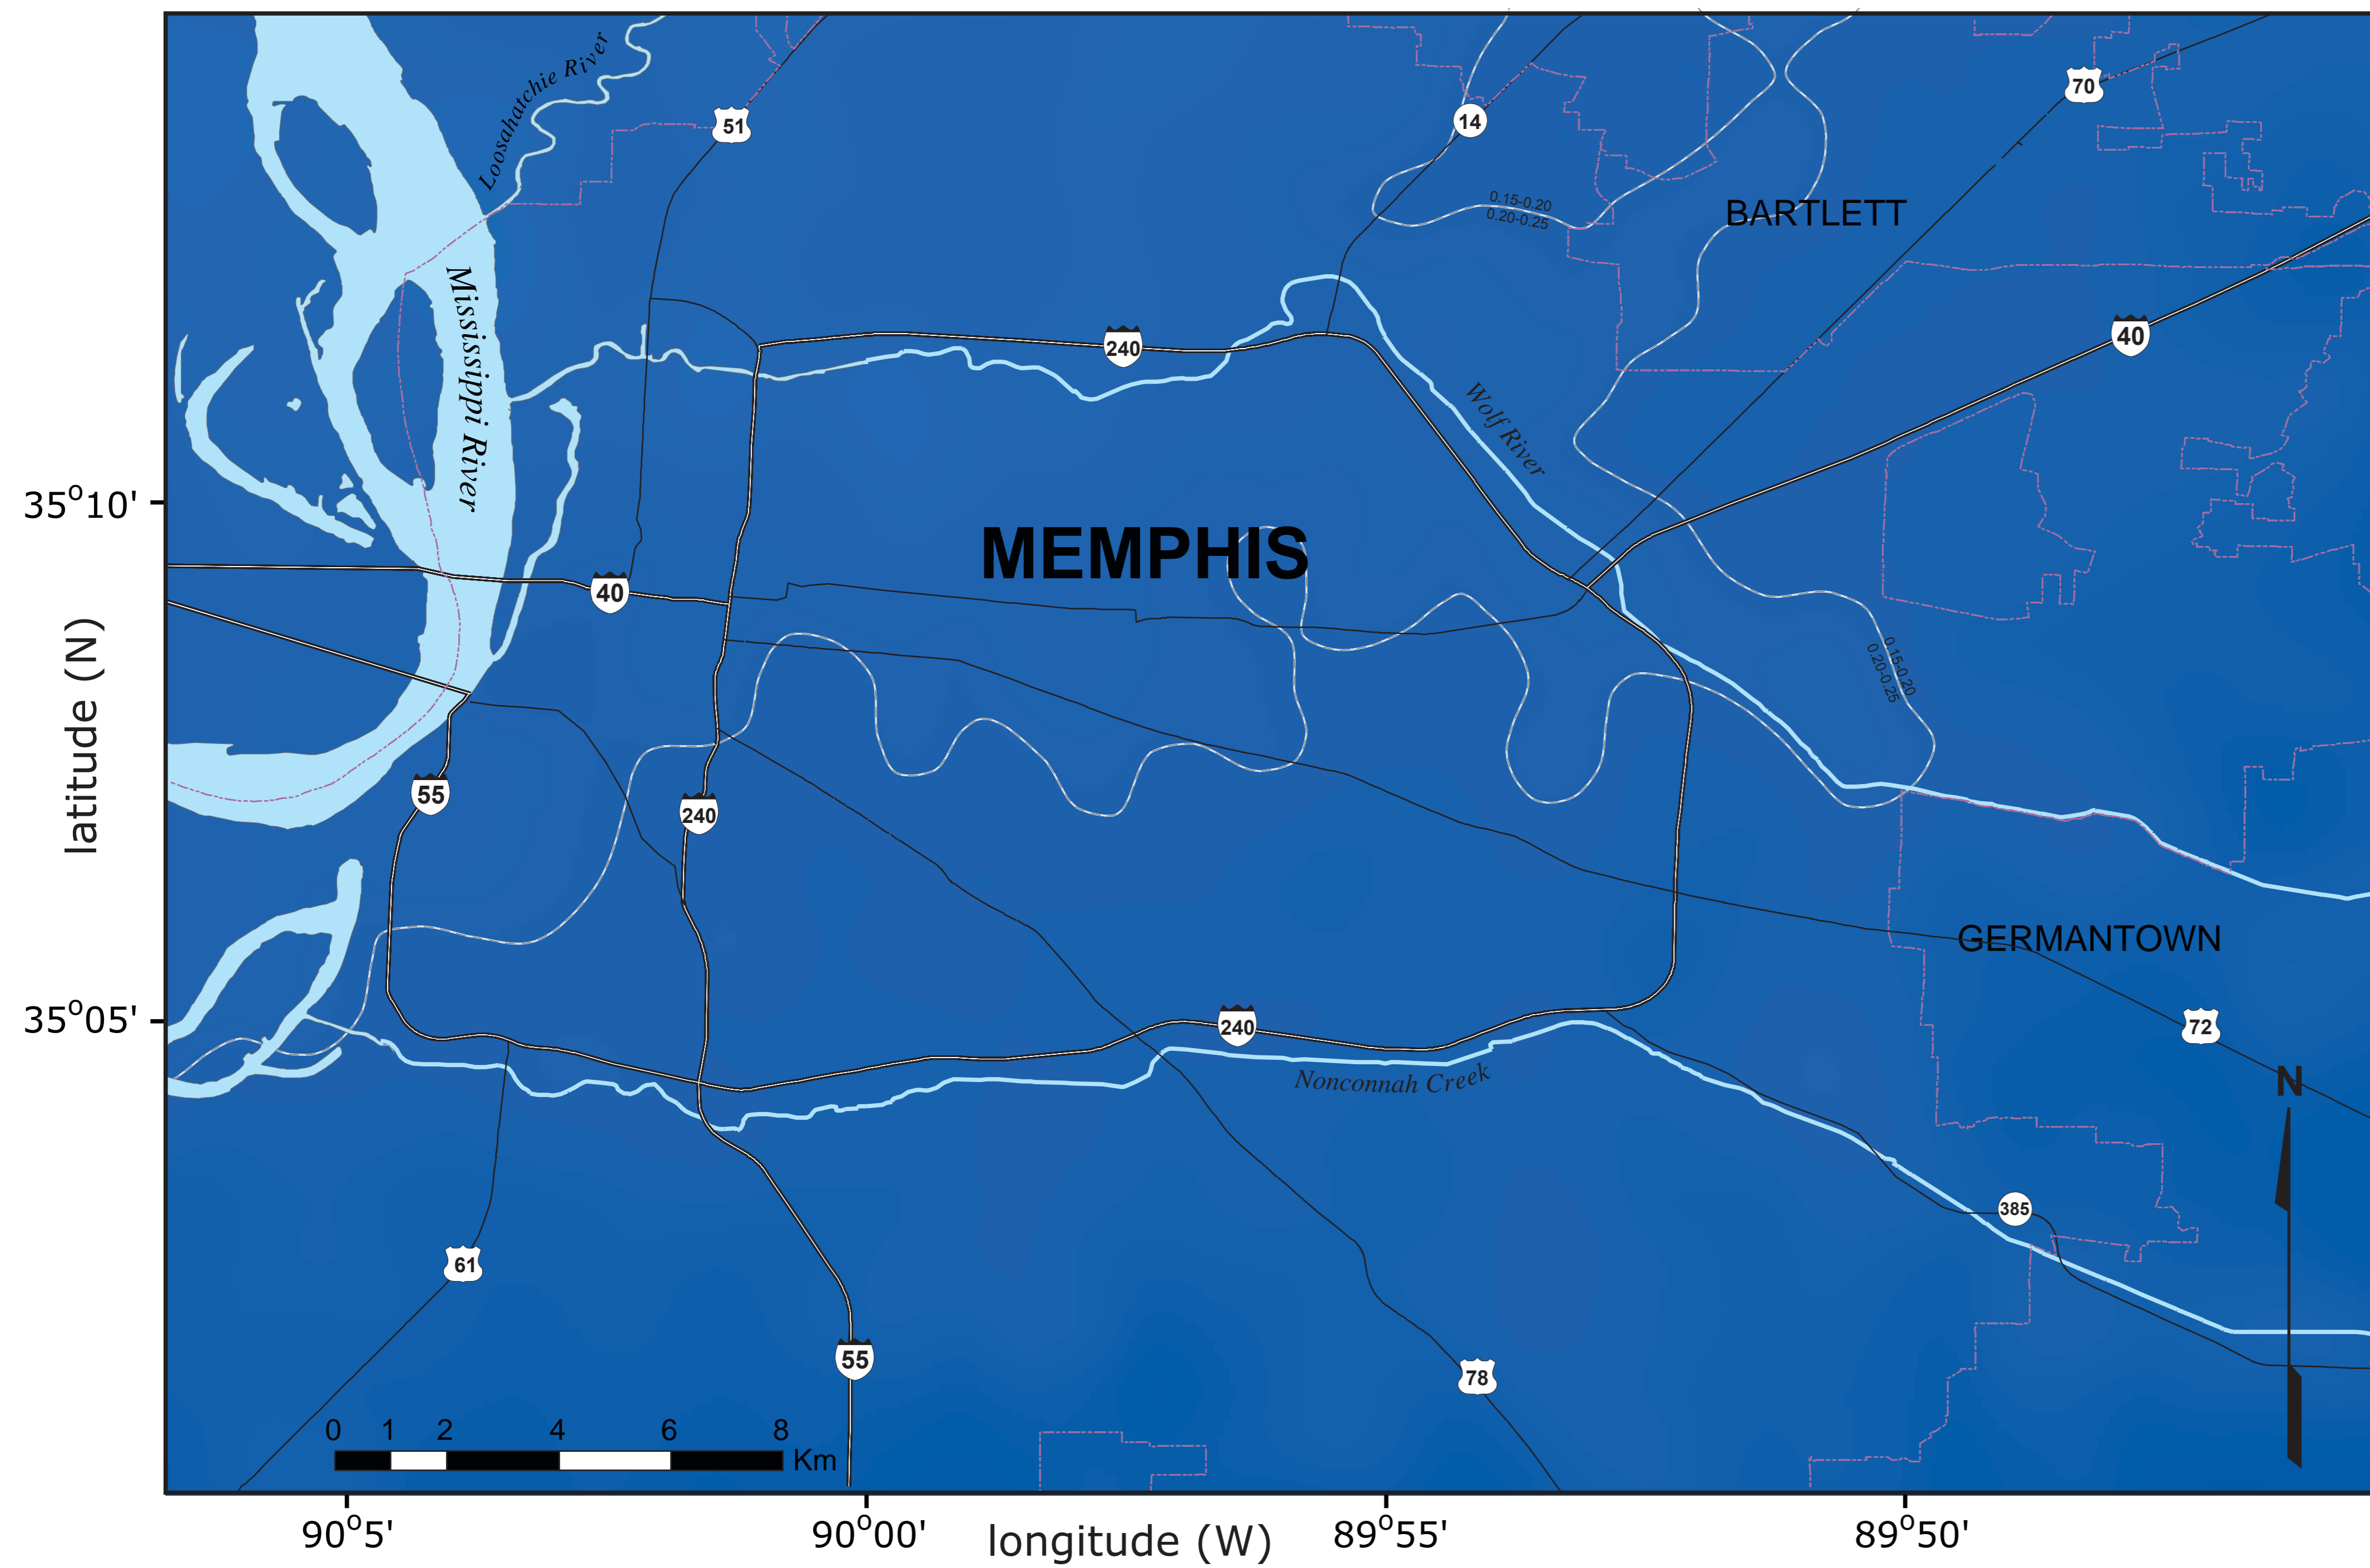 Loosahatchie River
51
14
70
0.15-0.20
0.20-0.25
BARTLETT
Mississippi River
240
40
Wolf River
35°10'
MEMPHIS
40
0.15-0.20
0.20-0.25
latitude (N)
55
240
GERMANTOWN
35°05'
240
72
Nonconnah Creek
N
385
61
55
78
0 1 2 4 6 8
Km
90°5'
90°00'
longitude (W)
89°55'
89°50'